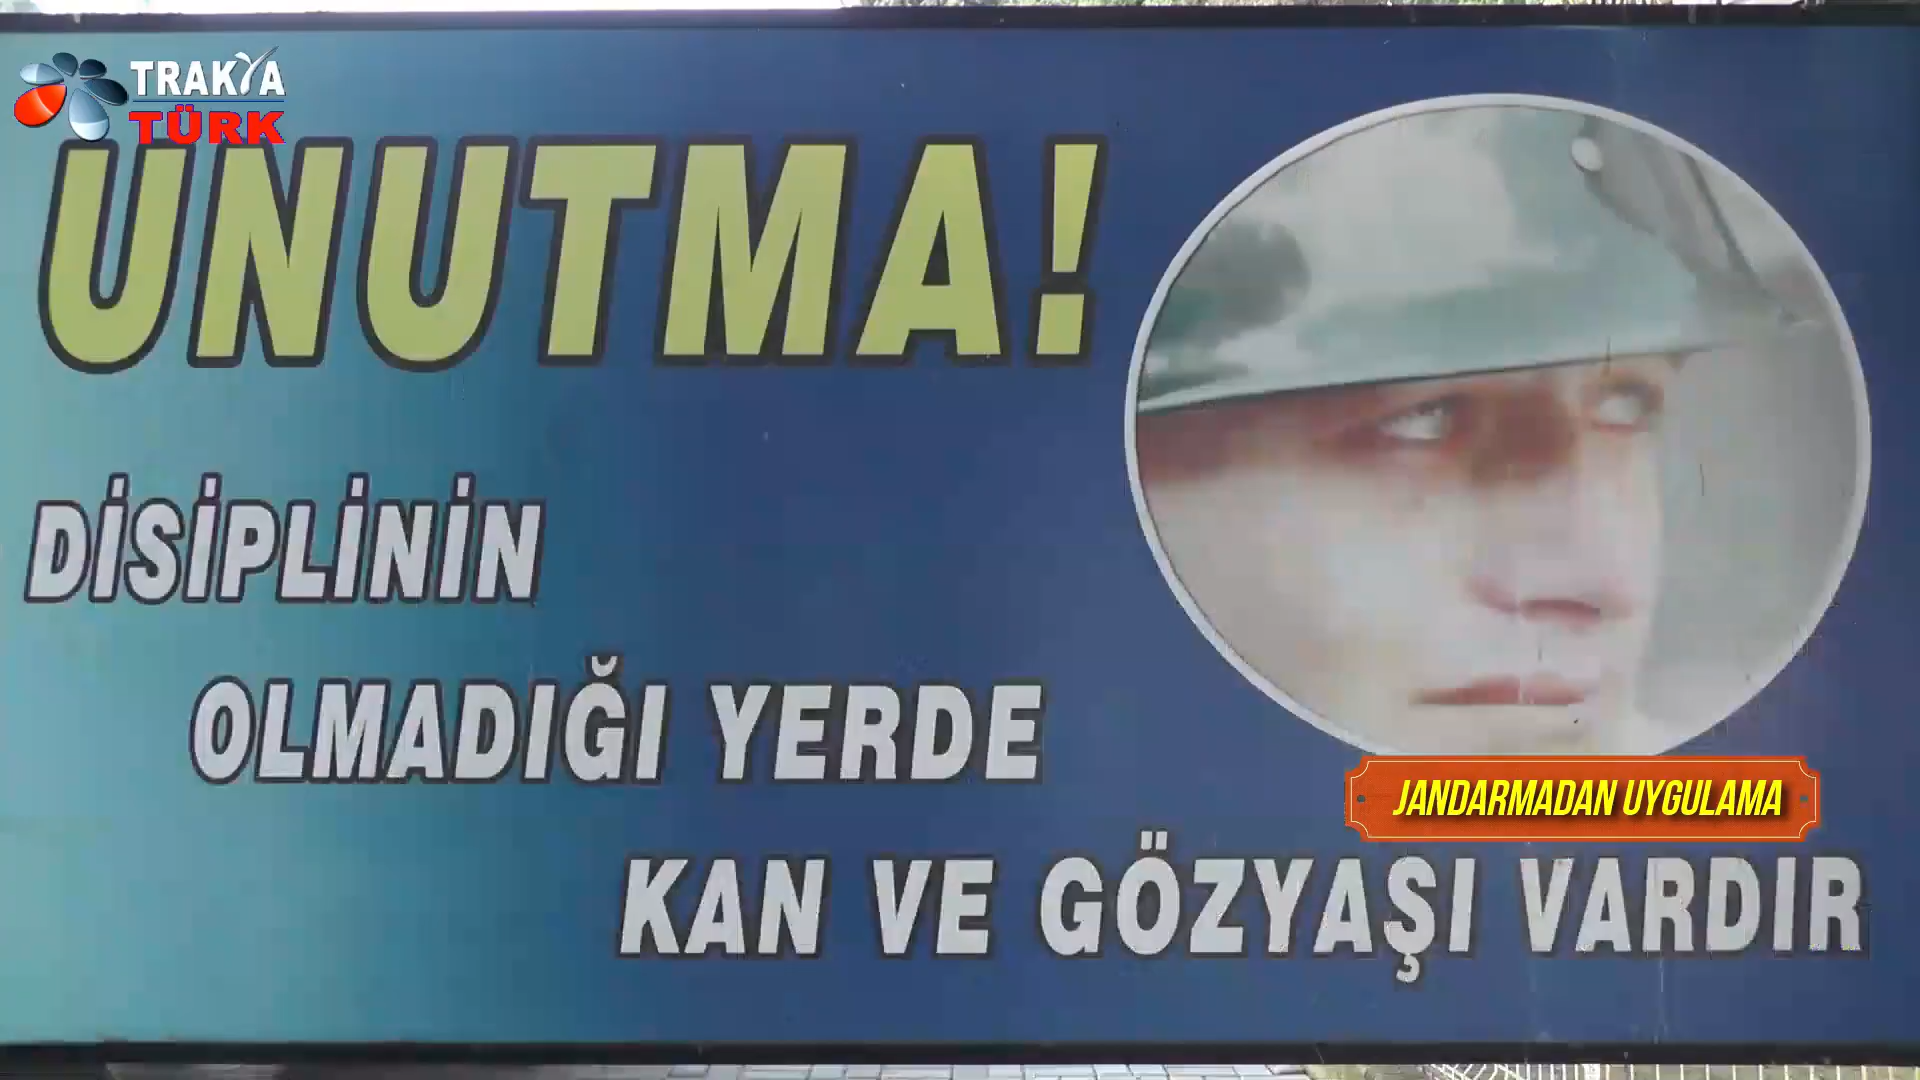 TRAKYA
TÜRK
UNUTMA!
DİSİPLİNİN
OLMADIĞI YERDE
JANDARMADAN UYGULAMA
KAN VE GÖZYAŞI VARDIR